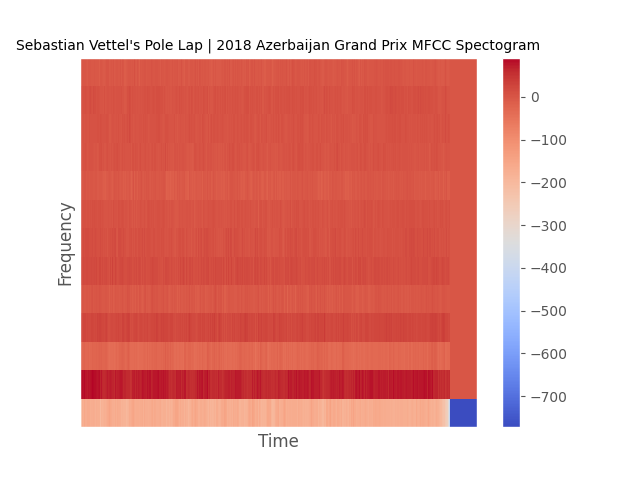 Sebastian Vettel's Pole Lap | 2018 Azerbaijan Grand Prix MFCC Spectogram
Frequency
Time
0
−100
−200
−300
−400
−500
−600
−700